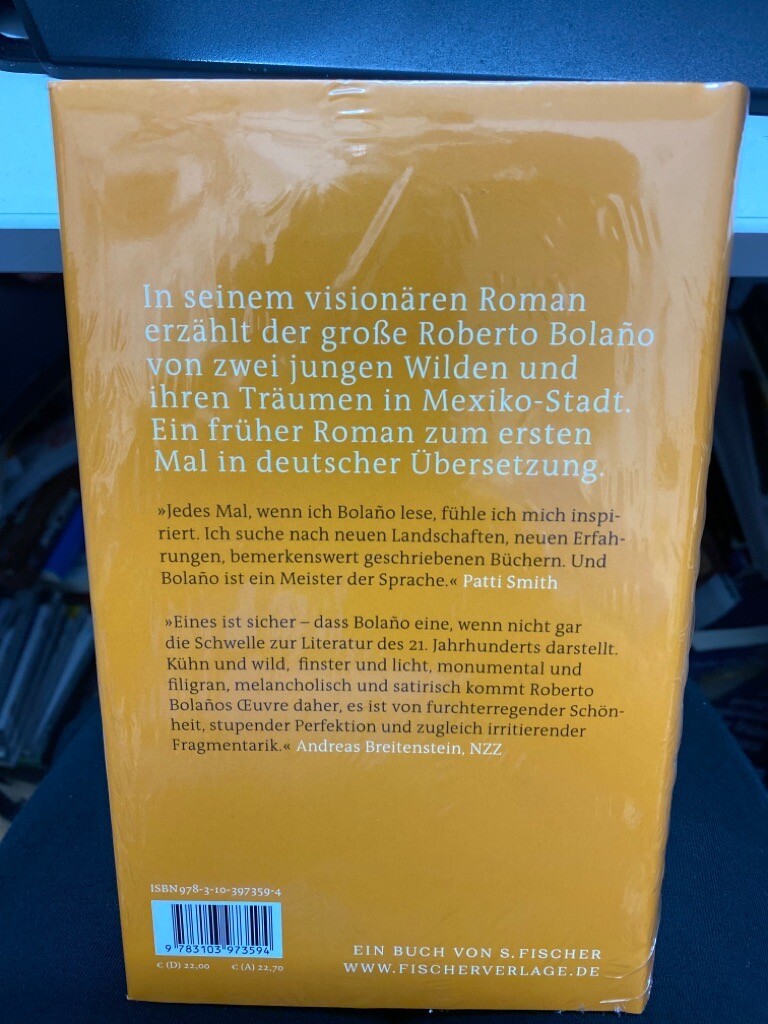 In seinem visionären Roman
erzählt der große Roberto Bolaño
von zwei jungen Wilden und
ihren Träumen in Mexiko-Stadt.
Ein früher Roman zum ersten
Mal in deutscher Übersetzung.
»Jedes Mal, wenn ich Bolaño lese, fühle ich mich inspi-
riert. Ich suche nach neuen Landschaften, neuen Erfah-
rungen, bemerkenswert geschriebenen Büchern. Und
Bolaño ist ein Meister der Sprache.« Patti Smith
»Eines ist sicher – dass Bolaño eine, wenn nicht gar
die Schwelle zur Literatur des 21. Jahrhunderts darstellt.
Kühn und wild, finster und licht, monumental und
filigran, melancholisch und satirisch kommt Roberto
Bolaños Œuvre daher, es ist von furchterregender Schön-
heit, stupender Perfektion und zugleich irritierender
Fragmentarik.« Andreas Breitenstein, NZZ
ISBN 978-3-10-397359-4
9 783103 973594
€ (D) 22,00 € (A) 22,70
EIN BUCH VON S. FISCHER
WWW.FISCHERVERLAGE.DE